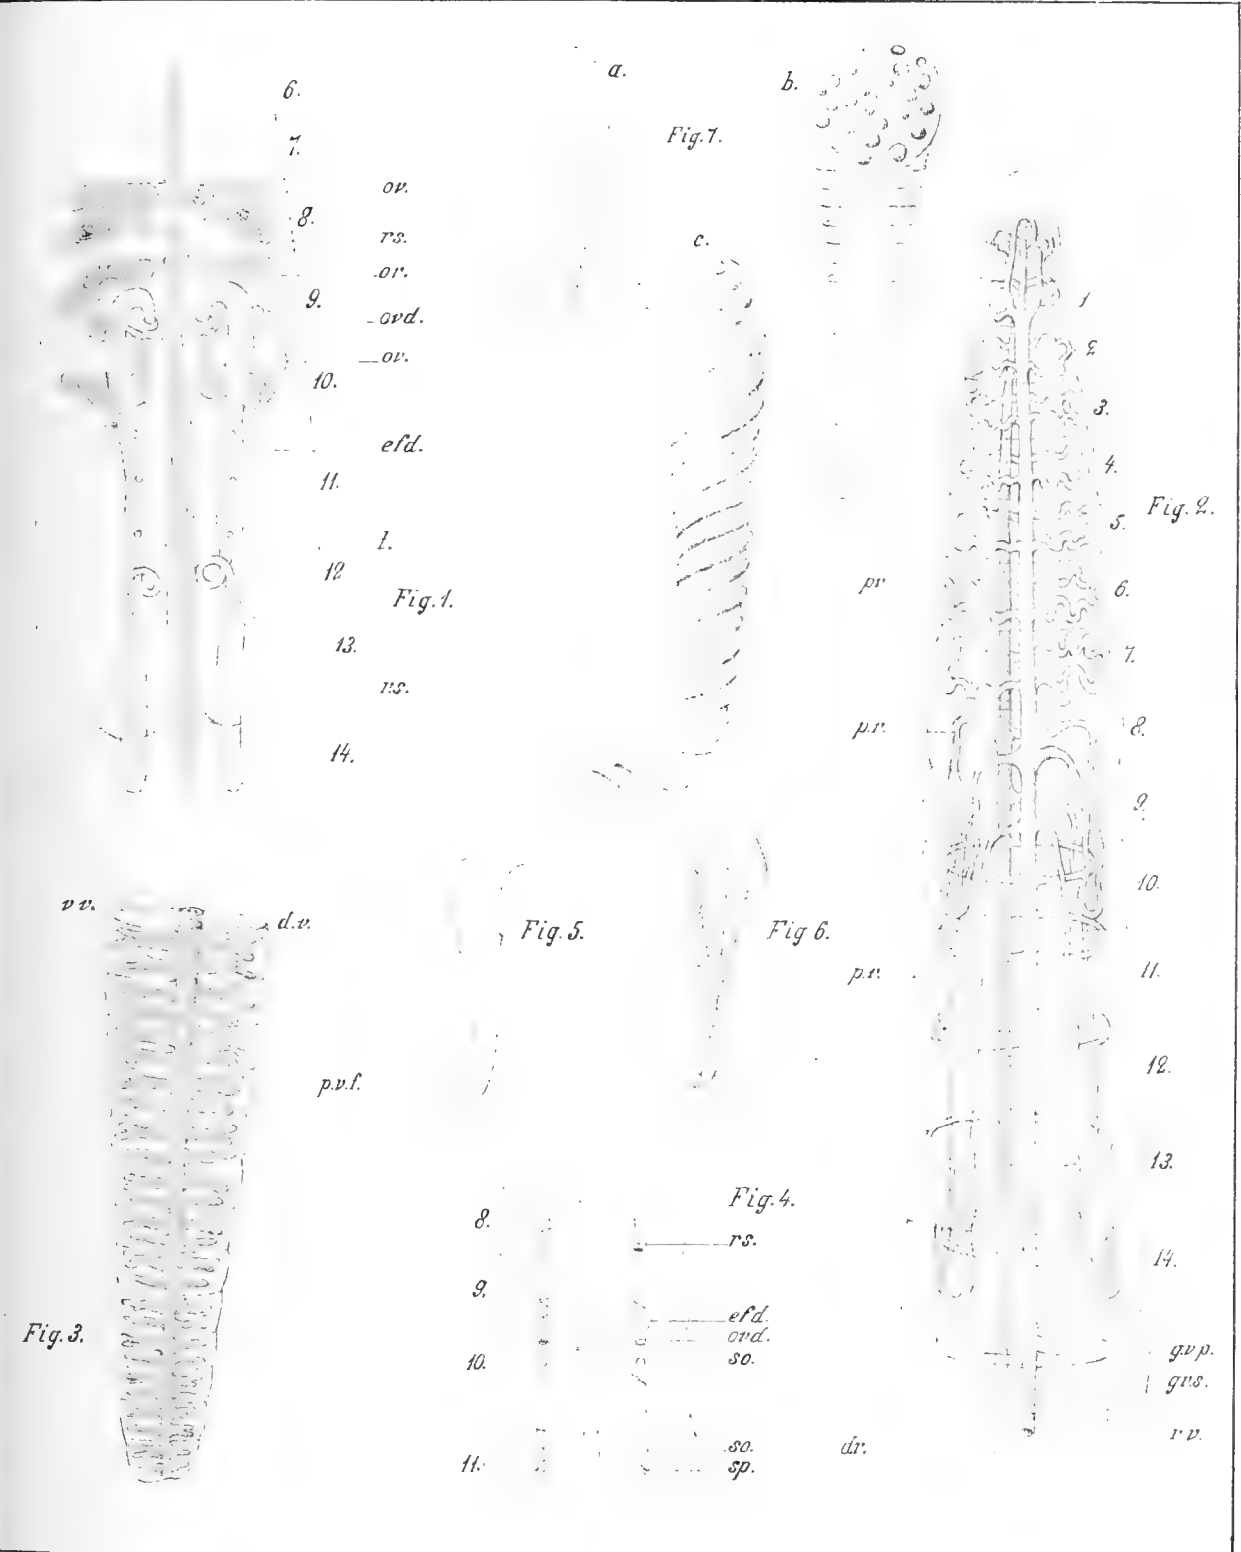 6.
7.
8.
9.
10.
11.
12
13.
14.
ov.
rs.
or.
ovd.
ov.
efd.
l.
Fig. 1.
ns.
a.
b.
c.
Fig. 7.
1
2
3.
4.
5.
6.
7.
8.
9.
10.
11.
12.
13.
14.
Fig. 2.
pr
p.r.
p.r.
g.v.p.
g.v.s.
r.v.
dr.
v v.
d.v.
p.v.f.
Fig. 3.
Fig. 5.
Fig 6.
Fig. 4.
8.
9.
10.
11.
rs.
efd.
ovd.
so.
so.
sp.